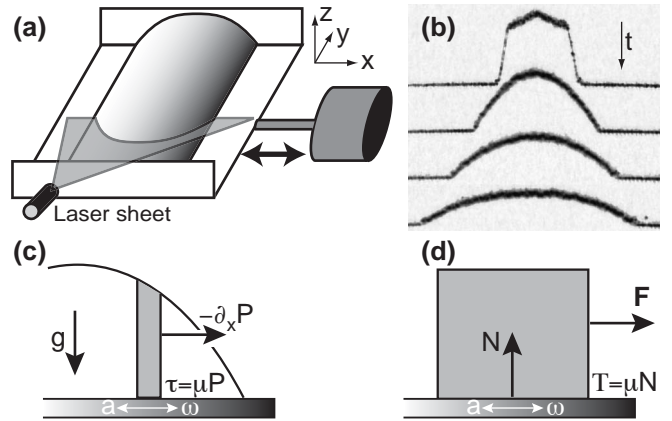 (a)
z
y
x
Laser sheet
(b)
t
(c)
g
−∂ₓP
τ=μP
a ω
(d)
F
N
T=μN
a ω